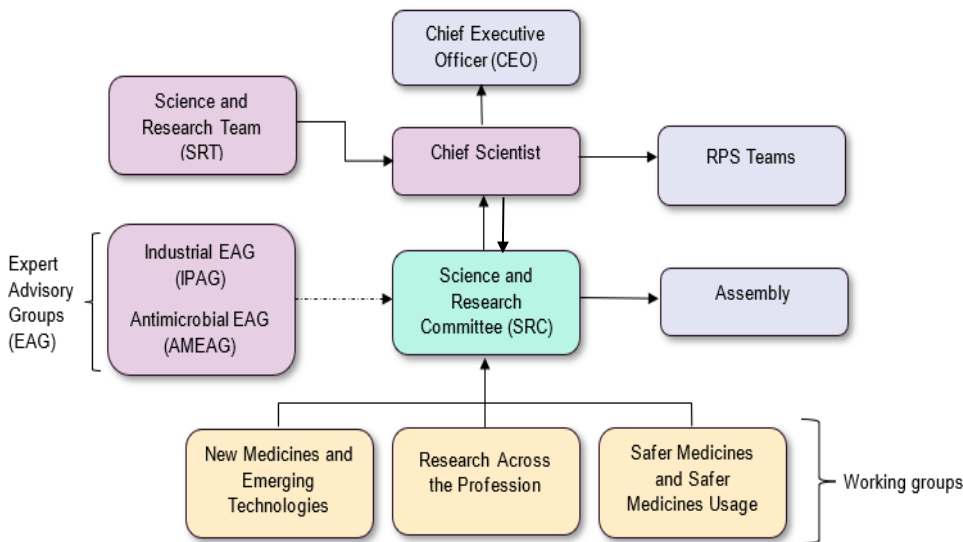 Chief Executive
Officer (CEO)
Science and
Research Team
(SRT)
Chief Scientist
RPS Teams
Expert
Advisory
Groups
(EAG)
Industrial EAG
(IPAG)
Antimicrobial EAG
(AMEAG)
Science and
Research
Committee (SRC)
Assembly
New Medicines and
Emerging
Technologies
Research Across
the Profession
Safer Medicines
and Safer
Medicines Usage
Working groups